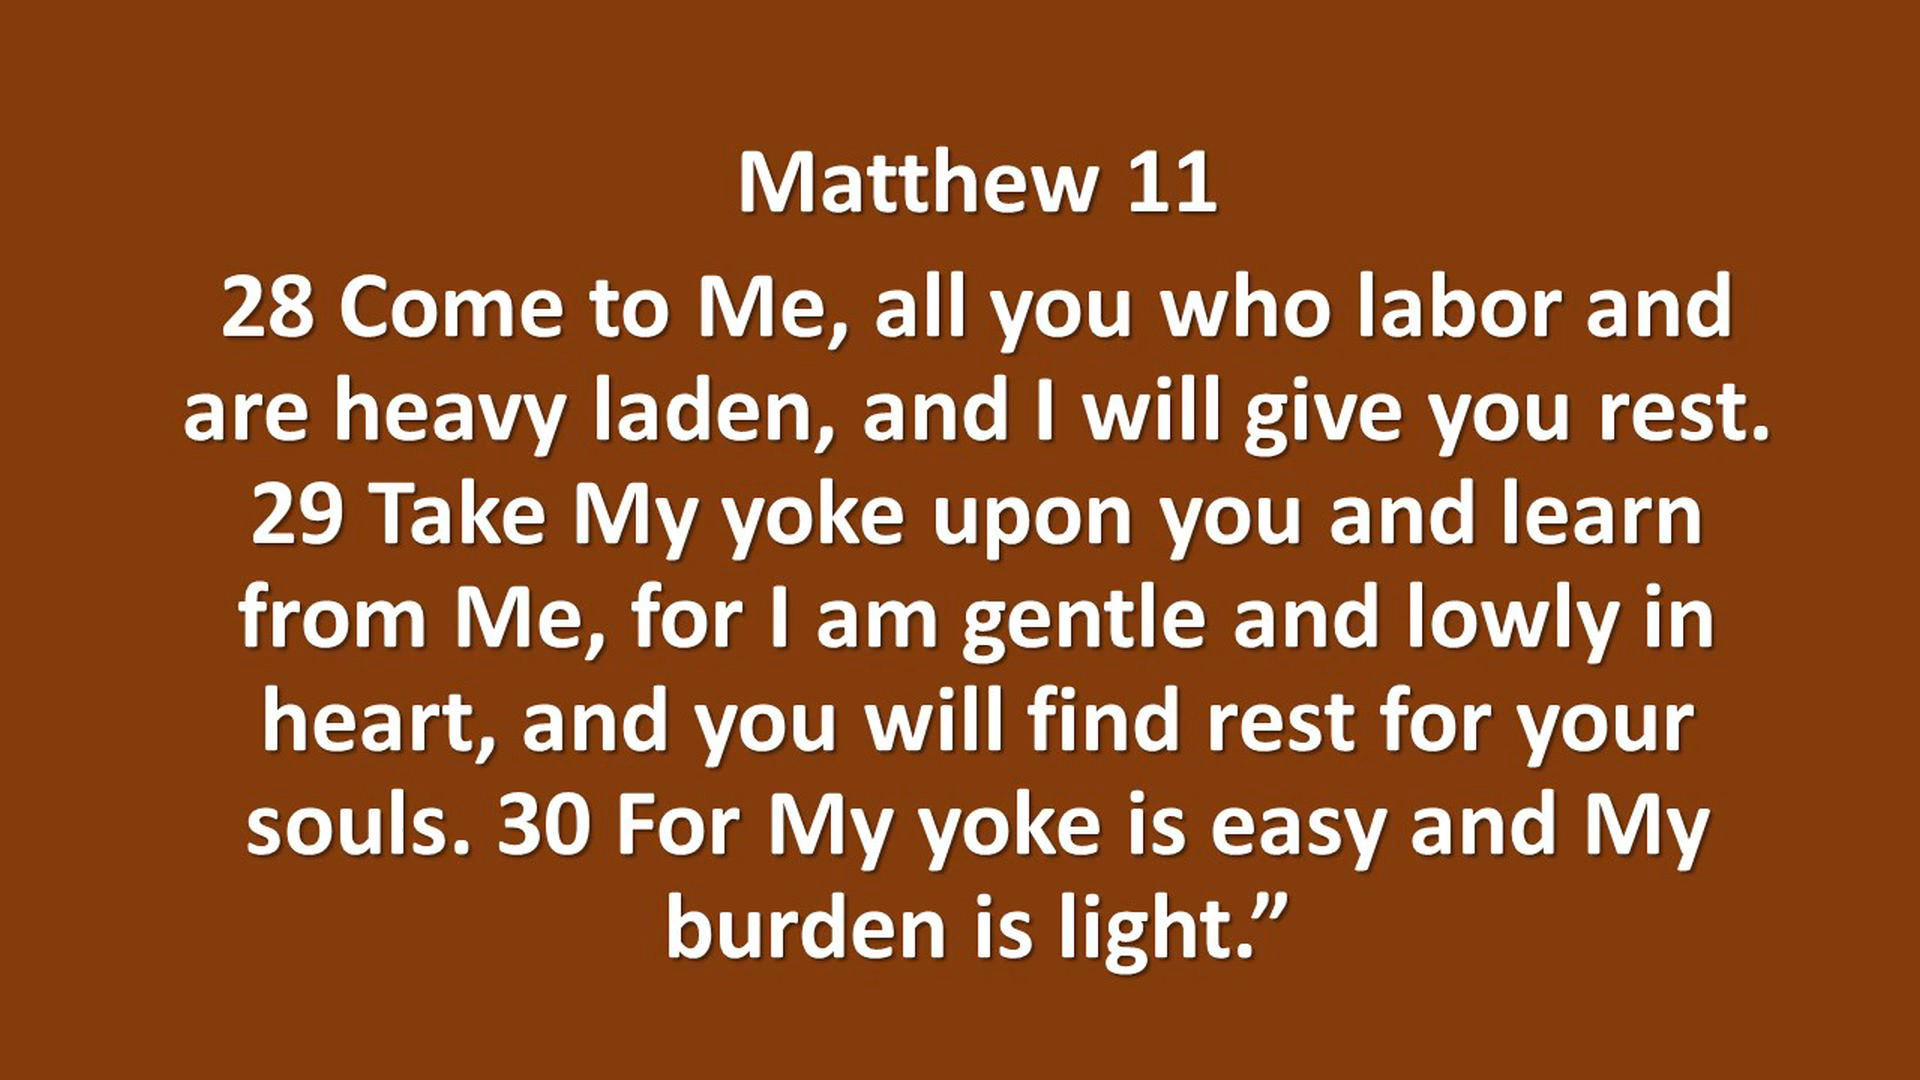 Matthew 11
28 Come to Me, all you who labor and
are heavy laden, and I will give you rest.
29 Take My yoke upon you and learn
from Me, for I am gentle and lowly in
heart, and you will find rest for your
souls. 30 For My yoke is easy and My
burden is light.”